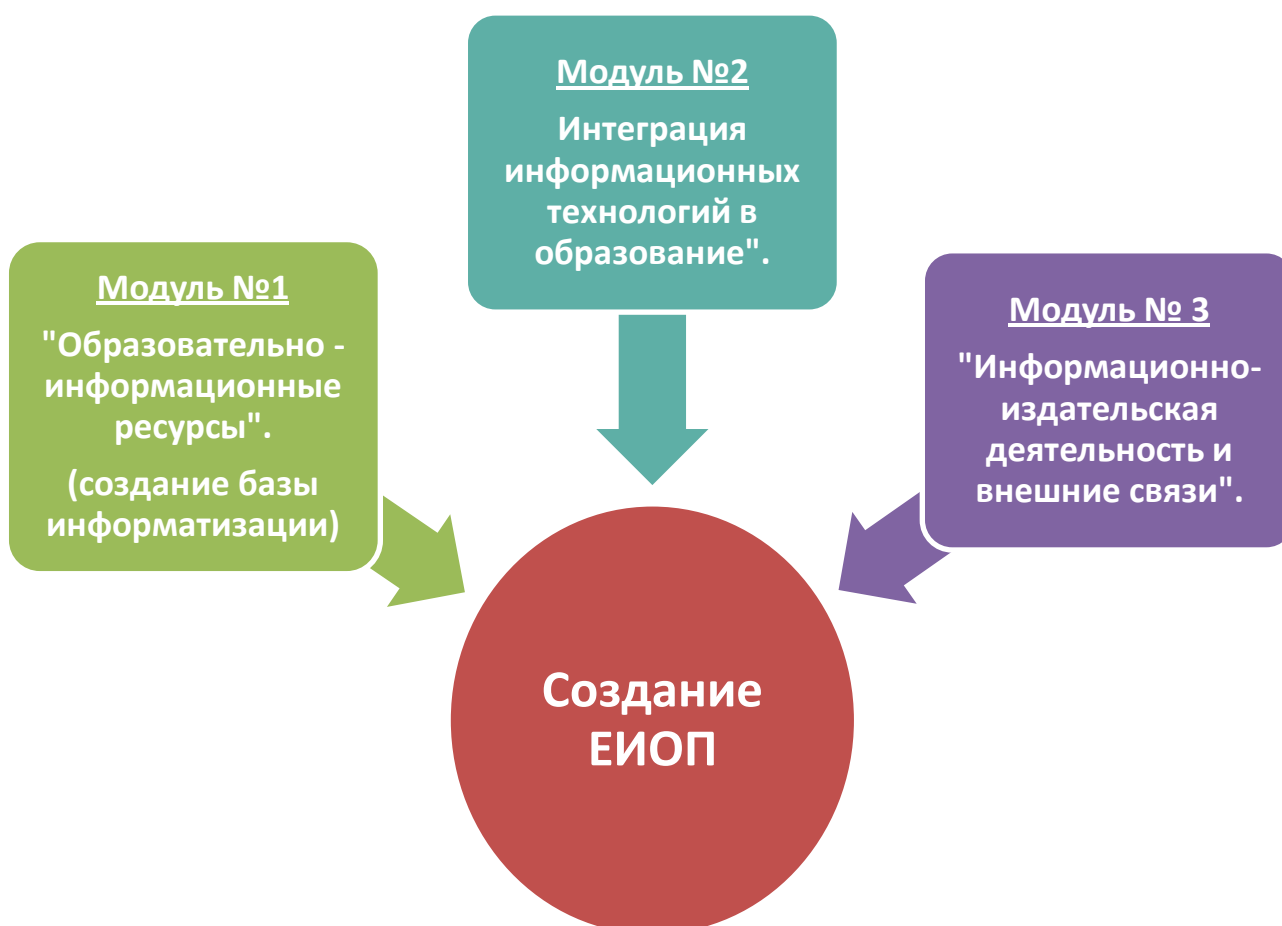 Модуль №1
"Образовательно -
информационные
ресурсы".
(создание базы
информатизации)
Модуль №2
Интеграция
информационных
технологий в
образование".
Модуль № 3
"Информационно-
издательская
деятельность и
внешние связи".
Создание
ЕИОП